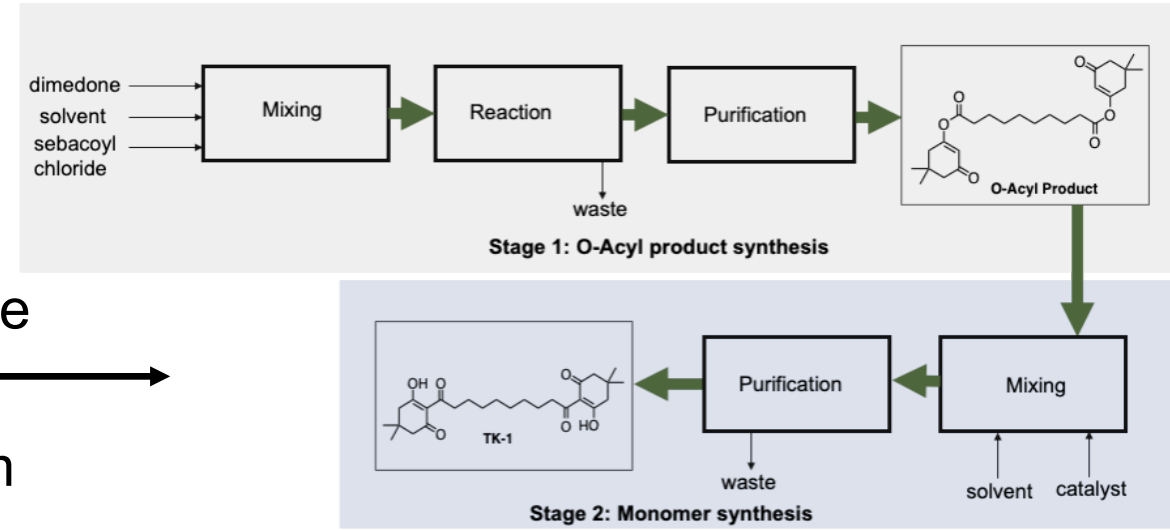 dimedone
solvent
sebacoyl
chloride
Mixing
Reaction
Purification
waste
O
O
O
O
O
O
O-Acyl Product
Stage 1: O-Acyl product synthesis
e
n
OH
O
O
O
O
HO
TK-1
Purification
Mixing
waste
solvent
catalyst
Stage 2: Monomer synthesis